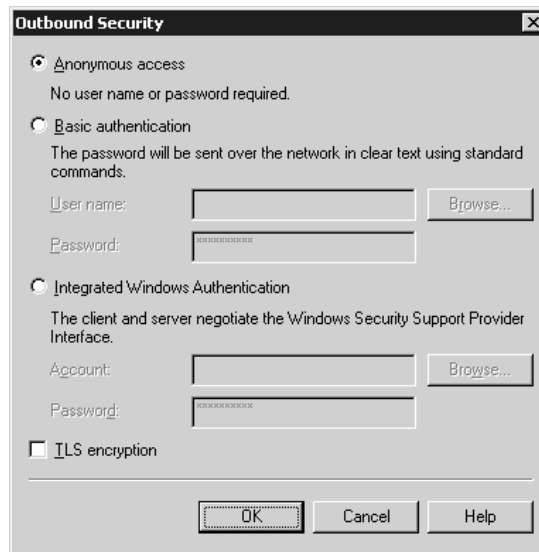 Outbound Security
Anonymous access
No user name or password required.
Basic authentication
The password will be sent over the network in clear text using standard
commands.
User name:
Browse...
Password:
xxxxxxxxxx
Integrated Windows Authentication
The client and server negotiate the Windows Security Support Provider
Interface.
Account:
Browse...
Password:
xxxxxxxxxx
TLS encryption
OK Cancel Help